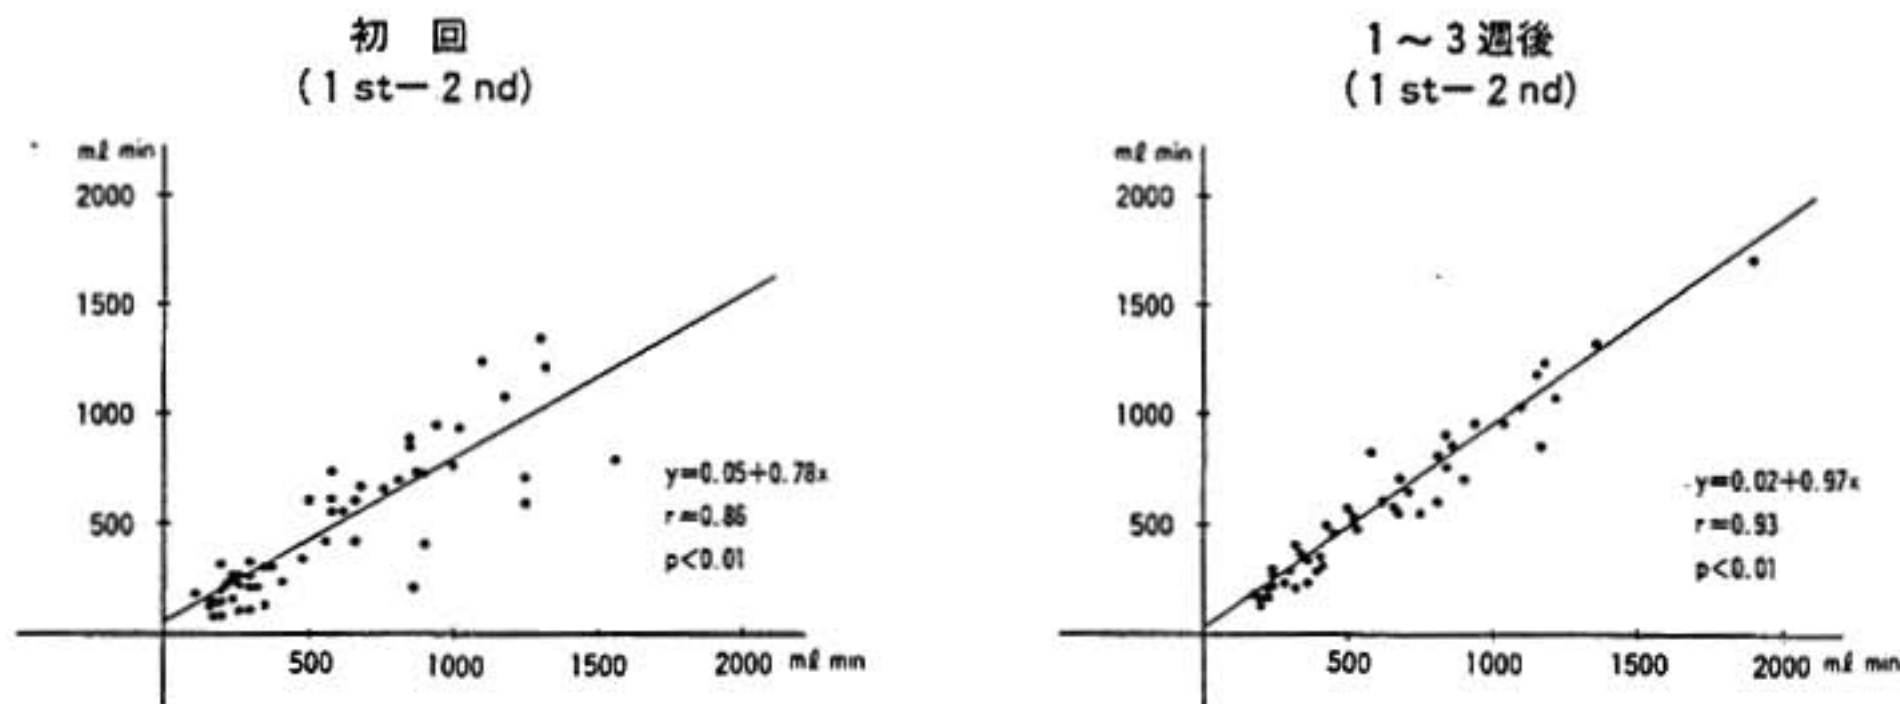 初 回
(1 st－2 nd)
mℓ min
2000
1500
1000
500
y=0.05+0.78x
r=0.86
p<0.01
500 1000 1500 2000 mℓ min
1～3週後
(1 st－2 nd)
mℓ min
2000
1500
1000
500
y=0.02+0.97x
r=0.93
p<0.01
500 1000 1500 2000 mℓ min